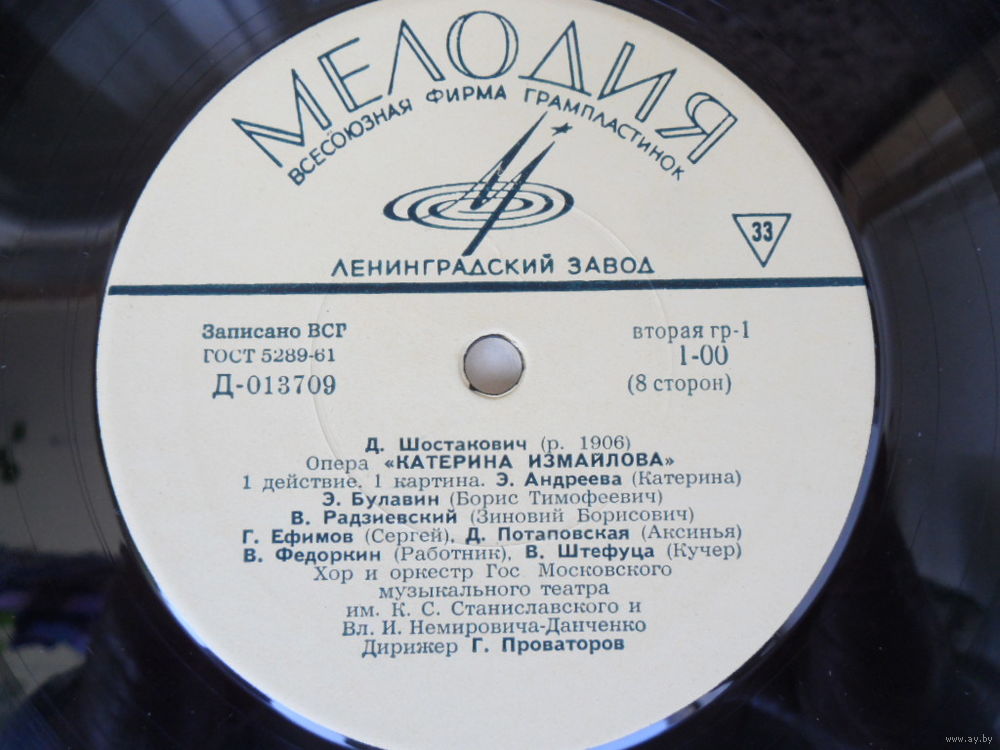 МЕЛОДИЯ
ВСЕСОЮЗНАЯ ФИРМА ГРАМПЛАСТИНОК
33
ЛЕНИНГРАДСКИЙ ЗАВОД
Записано ВСГ
ГОСТ 5289-61
Д-013709
вторая гр-1
1-00
(8 сторон)
Д. Шостакович (р. 1906)
Опера «КАТЕРИНА ИЗМАЙЛОВА»
1 действие, 1 картина. Э. Андреева (Катерина)
Э. Булавин (Борис Тимофеевич)
В. Радзиевский (Зиновий Борисович)
Г. Ефимов (Сергей), Д. Потаповская (Аксинья)
В. Федоркин (Работник), В. Штефуца (Кучер)
Хор и оркестр Гос Московского
музыкального театра
им. К. С. Станиславского и
Вл. И. Немировича-Данченко
Дирижер Г. Проваторов
www.ay.by